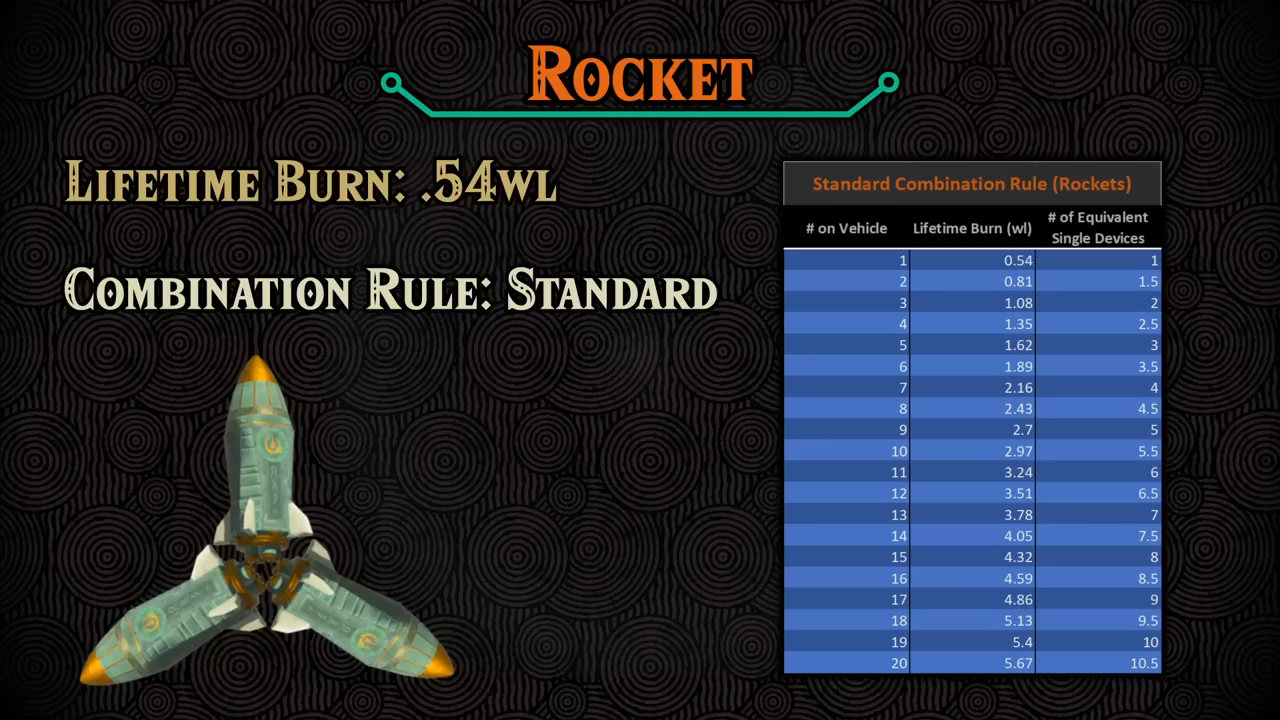 Rocket
Lifetime Burn: .54wl
Combination Rule: Standard
Standard Combination Rule (Rockets)
# on Vehicle Lifetime Burn (wl) # of Equivalent Single Devices
1 0.54 1
2 0.81 1.5
3 1.08 2
4 1.35 2.5
5 1.62 3
6 1.89 3.5
7 2.16 4
8 2.43 4.5
9 2.7 5
10 2.97 5.5
11 3.24 6
12 3.51 6.5
13 3.78 7
14 4.05 7.5
15 4.32 8
16 4.59 8.5
17 4.86 9
18 5.13 9.5
19 5.4 10
20 5.67 10.5